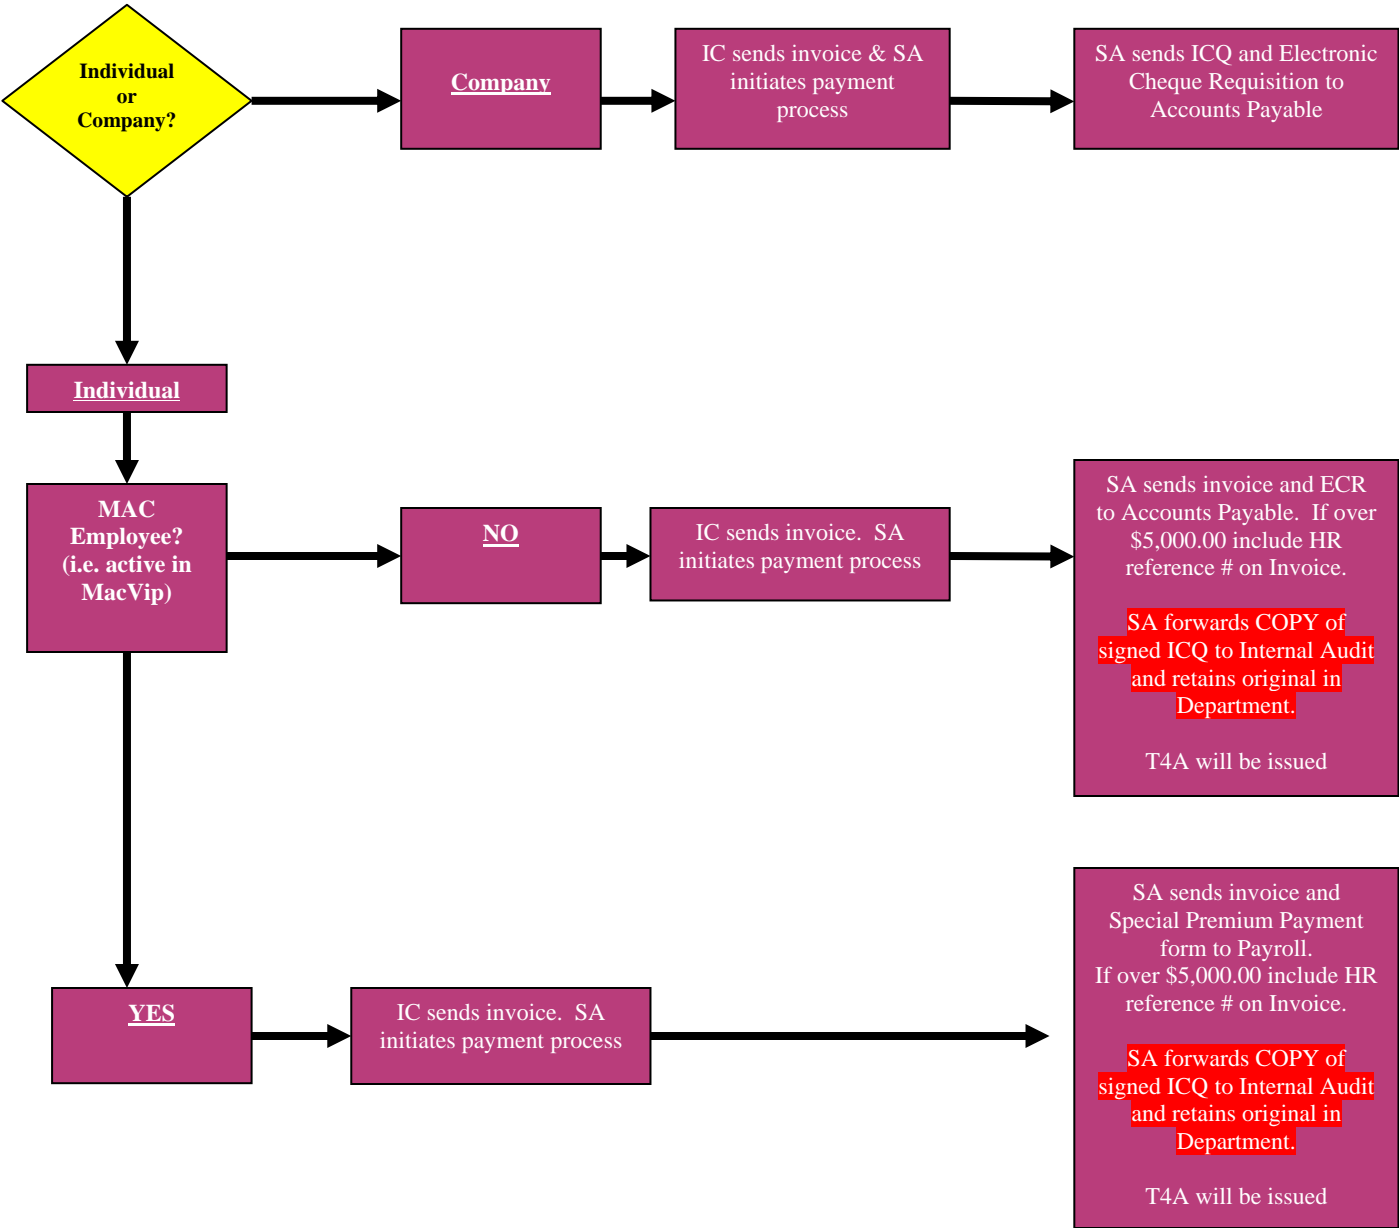 Individual
or
Company?
Company
IC sends invoice & SA
initiates payment
process
SA sends ICQ and Electronic
Cheque Requisition to
Accounts Payable
Individual
MAC
Employee?
(i.e. active in
MacVip)
NO
IC sends invoice.  SA
initiates payment process
SA sends invoice and ECR
to Accounts Payable.  If over
$5,000.00 include HR
reference # on Invoice.
SA forwards COPY of
signed ICQ to Internal Audit
and retains original in
Department.
T4A will be issued
YES
IC sends invoice.  SA
initiates payment process
SA sends invoice and
Special Premium Payment
form to Payroll.
If over $5,000.00 include HR
reference # on Invoice.
SA forwards COPY of
signed ICQ to Internal Audit
and retains original in
Department.
T4A will be issued